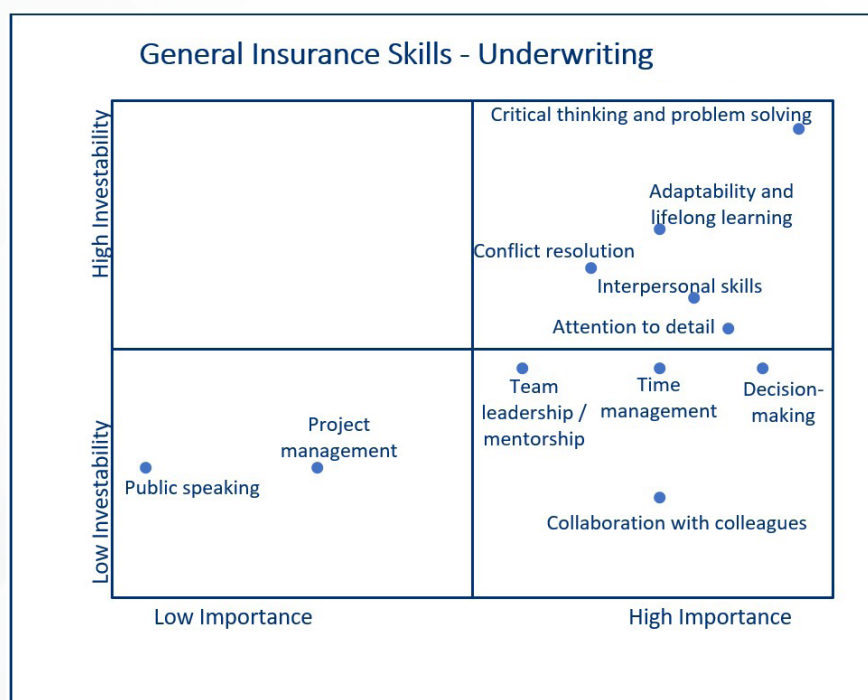 General Insurance Skills - Underwriting
High Investability
Critical thinking and problem solving
Adaptability and
lifelong learning
Conflict resolution
Interpersonal skills
Attention to detail
Low Investability
Team
leadership /
mentorship
Time
management
Decision-
making
Project
management
Public speaking
Collaboration with colleagues
Low Importance
High Importance